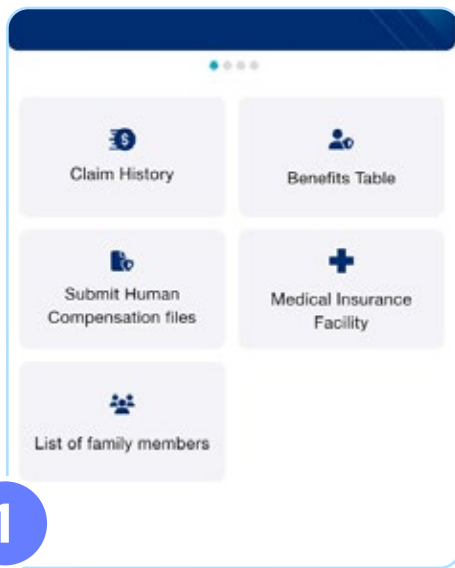 Claim History
Benefits Table
Submit Human
Compensation files
Medical Insurance
Facility
List of family members
1